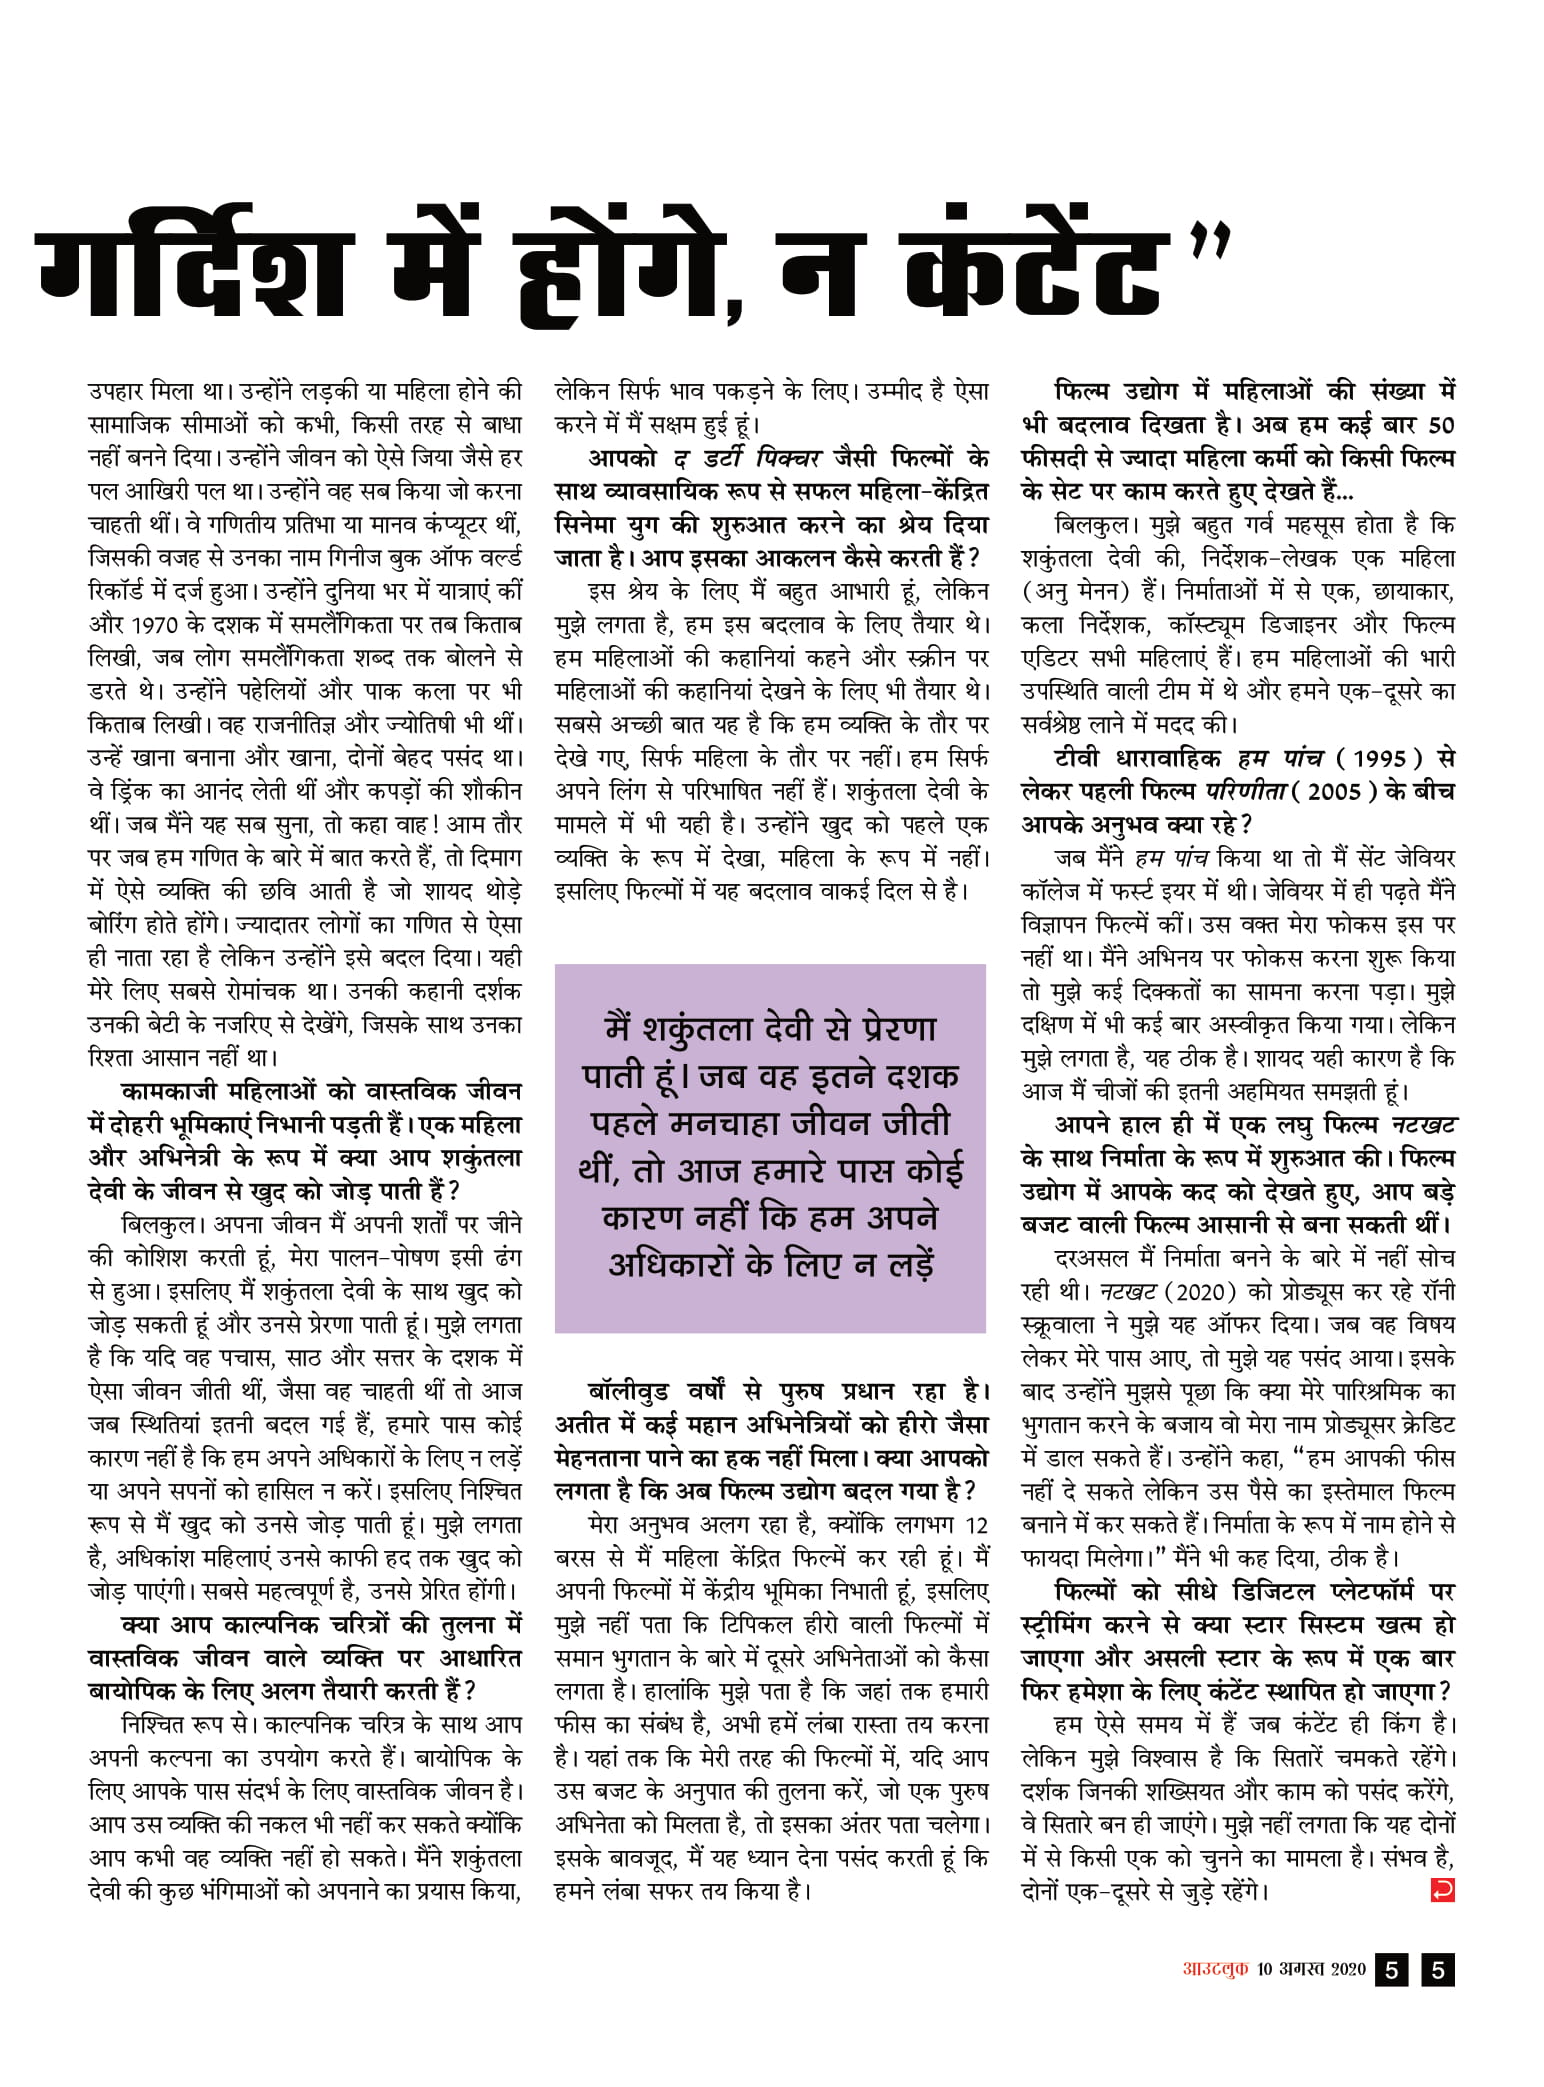 गर्दिश में होंगे, न कंटेंट”
उपहार मिला था। उन्होंने लड़की या महिला होने की
सामाजिक सीमाओं को कभी, किसी तरह से बाधा
नहीं बनने दिया। उन्होंने जीवन को ऐसे जिया जैसे हर
पल आखिरी पल था। उन्होंने वह सब किया जो करना
चाहती थीं। वे गणितीय प्रतिभा या मानव कंप्यूटर थीं,
जिसकी वजह से उनका नाम गिनीज बुक ऑफ वर्ल्ड
रिकॉर्ड में दर्ज हुआ। उन्होंने दुनिया भर में यात्राएं कीं
और 1970 के दशक में समलैंगिकता पर तब किताब
लिखी, जब लोग समलैंगिकता शब्द तक बोलने से
डरते थे। उन्होंने पहेलियों और पाक कला पर भी
किताब लिखी। वह राजनीतिज्ञ और ज्योतिषी भी थीं।
उन्हें खाना बनाना और खाना, दोनों बेहद पसंद था।
वे ड्रिंक का आनंद लेती थीं और कपड़ों की शौकीन
थीं। जब मैंने यह सब सुना, तो कहा वाह! आम तौर
पर जब हम गणित के बारे में बात करते हैं, तो दिमाग
में ऐसे व्यक्ति की छवि आती है जो शायद थोड़े
बोरिंग होते होंगे। ज्यादातर लोगों का गणित से ऐसा
ही नाता रहा है लेकिन उन्होंने इसे बदल दिया। यही
मेरे लिए सबसे रोमांचक था। उनकी कहानी दर्शक
उनकी बेटी के नजरिए से देखेंगे, जिसके साथ उनका
रिश्ता आसान नहीं था।
कामकाजी महिलाओं को वास्तविक जीवन
में दोहरी भूमिकाएं निभानी पड़ती हैं। एक महिला
और अभिनेत्री के रूप में क्या आप शकुंतला
देवी के जीवन से खुद को जोड़ पाती हैं?
बिलकुल। अपना जीवन मैं अपनी शर्तों पर जीने
की कोशिश करती हूं, मेरा पालन-पोषण इसी ढंग
से हुआ। इसलिए मैं शकुंतला देवी के साथ खुद को
जोड़ सकती हूं और उनसे प्रेरणा पाती हूं। मुझे लगता
है कि यदि वह पचास, साठ और सत्तर के दशक में
ऐसा जीवन जीती थीं, जैसा वह चाहती थीं तो आज
जब स्थितियां इतनी बदल गई हैं, हमारे पास कोई
कारण नहीं है कि हम अपने अधिकारों के लिए न लड़ें
या अपने सपनों को हासिल न करें। इसलिए निश्चित
रूप से मैं खुद को उनसे जोड़ पाती हूं। मुझे लगता
है, अधिकांश महिलाएं उनसे काफी हद तक खुद को
जोड़ पाएंगी। सबसे महत्वपूर्ण है, उनसे प्रेरित होंगी।
क्या आप काल्पनिक चरित्रों की तुलना में
वास्तविक जीवन वाले व्यक्ति पर आधारित
बायोपिक के लिए अलग तैयारी करती हैं?
निश्चित रूप से। काल्पनिक चरित्र के साथ आप
अपनी कल्पना का उपयोग करते हैं। बायोपिक के
लिए आपके पास संदर्भ के लिए वास्तविक जीवन है।
आप उस व्यक्ति की नकल भी नहीं कर सकते क्योंकि
आप कभी वह व्यक्ति नहीं हो सकते। मैंने शकुंतला
देवी की कुछ भंगिमाओं को अपनाने का प्रयास किया,
लेकिन सिर्फ भाव पकड़ने के लिए। उम्मीद है ऐसा
करने में मैं सक्षम हुई हूं।
आपको द डर्टी पिक्चर जैसी फिल्मों के
साथ व्यावसायिक रूप से सफल महिला-केंद्रित
सिनेमा युग की शुरुआत करने का श्रेय दिया
जाता है। आप इसका आकलन कैसे करती हैं?
इस श्रेय के लिए मैं बहुत आभारी हूं, लेकिन
मुझे लगता है, हम इस बदलाव के लिए तैयार थे।
हम महिलाओं की कहानियां कहने और स्क्रीन पर
महिलाओं की कहानियां देखने के लिए भी तैयार थे।
सबसे अच्छी बात यह है कि हम व्यक्ति के तौर पर
देखे गए, सिर्फ महिला के तौर पर नहीं। हम सिर्फ
अपने लिंग से परिभाषित नहीं हैं। शकुंतला देवी के
मामले में भी यही है। उन्होंने खुद को पहले एक
व्यक्ति के रूप में देखा, महिला के रूप में नहीं।
इसलिए फिल्मों में यह बदलाव वाकई दिल से है।
मैं शकुंतला देवी से प्रेरणा
पाती हूं। जब वह इतने दशक
पहले मनचाहा जीवन जीती
थीं, तो आज हमारे पास कोई
कारण नहीं कि हम अपने
अधिकारों के लिए न लड़ें
बॉलीवुड वर्षों से पुरुष प्रधान रहा है।
अतीत में कई महान अभिनेत्रियों को हीरो जैसा
मेहनताना पाने का हक नहीं मिला। क्या आपको
लगता है कि अब फिल्म उद्योग बदल गया है?
मेरा अनुभव अलग रहा है, क्योंकि लगभग 12
बरस से मैं महिला केंद्रित फिल्में कर रही हूं। मैं
अपनी फिल्मों में केंद्रीय भूमिका निभाती हूं, इसलिए
मुझे नहीं पता कि टिपिकल हीरो वाली फिल्मों में
समान भुगतान के बारे में दूसरे अभिनेताओं को कैसा
लगता है। हालांकि मुझे पता है कि जहां तक हमारी
फीस का संबंध है, अभी हमें लंबा रास्ता तय करना
है। यहां तक कि मेरी तरह की फिल्मों में, यदि आप
उस बजट के अनुपात की तुलना करें, जो एक पुरुष
अभिनेता को मिलता है, तो इसका अंतर पता चलेगा।
इसके बावजूद, मैं यह ध्यान देना पसंद करती हूं कि
हमने लंबा सफर तय किया है।
फिल्म उद्योग में महिलाओं की संख्या में
भी बदलाव दिखता है। अब हम कई बार 50
फीसदी से ज्यादा महिला कर्मी को किसी फिल्म
के सेट पर काम करते हुए देखते हैं...
बिलकुल। मुझे बहुत गर्व महसूस होता है कि
शकुंतला देवी की, निर्देशक-लेखक एक महिला
(अनु मेनन) हैं। निर्माताओं में से एक, छायाकार,
कला निर्देशक, कॉस्ट्यूम डिजाइनर और फिल्म
एडिटर सभी महिलाएं हैं। हम महिलाओं की भारी
उपस्थिति वाली टीम में थे और हमने एक-दूसरे का
सर्वश्रेष्ठ लाने में मदद की।
टीवी धारावाहिक हम पांच (1995) से
लेकर पहली फिल्म परिणीता (2005) के बीच
आपके अनुभव क्या रहे?
जब मैंने हम पांच किया था तो मैं सेंट जेवियर
कॉलेज में फर्स्ट इयर में थी। जेवियर में ही पढ़ते मैंने
विज्ञापन फिल्में कीं। उस वक्त मेरा फोकस इस पर
नहीं था। मैंने अभिनय पर फोकस करना शुरू किया
तो मुझे कई दिक्कतों का सामना करना पड़ा। मुझे
दक्षिण में भी कई बार अस्वीकृत किया गया। लेकिन
मुझे लगता है, यह ठीक है। शायद यही कारण है कि
आज मैं चीजों की इतनी अहमियत समझती हूं।
आपने हाल ही में एक लघु फिल्म नटखट
के साथ निर्माता के रूप में शुरुआत की। फिल्म
उद्योग में आपके कद को देखते हुए, आप बड़े
बजट वाली फिल्म आसानी से बना सकती थीं।
दरअसल मैं निर्माता बनने के बारे में नहीं सोच
रही थी। नटखट (2020) को प्रोड्यूस कर रहे रॉनी
स्क्रूवाला ने मुझे यह ऑफर दिया। जब वह विषय
लेकर मेरे पास आए, तो मुझे यह पसंद आया। इसके
बाद उन्होंने मुझसे पूछा कि क्या मेरे पारिश्रमिक का
भुगतान करने के बजाय वो मेरा नाम प्रोड्यूसर क्रेडिट
में डाल सकते हैं। उन्होंने कहा, “हम आपकी फीस
नहीं दे सकते लेकिन उस पैसे का इस्तेमाल फिल्म
बनाने में कर सकते हैं। निर्माता के रूप में नाम होने से
फायदा मिलेगा।” मैंने भी कह दिया, ठीक है।
फिल्मों को सीधे डिजिटल प्लेटफॉर्म पर
स्ट्रीमिंग करने से क्या स्टार सिस्टम खत्म हो
जाएगा और असली स्टार के रूप में एक बार
फिर हमेशा के लिए कंटेंट स्थापित हो जाएगा?
हम ऐसे समय में हैं जब कंटेंट ही किंग है।
लेकिन मुझे विश्वास है कि सितारें चमकते रहेंगे।
दर्शक जिनकी शख्सियत और काम को पसंद करेंगे,
वे सितारे बन ही जाएंगे। मुझे नहीं लगता कि यह दोनों
में से किसी एक को चुनने का मामला है। संभव है,
दोनों एक-दूसरे से जुड़े रहेंगे।
आउटलुक 10 अगस्त 2020 5 5